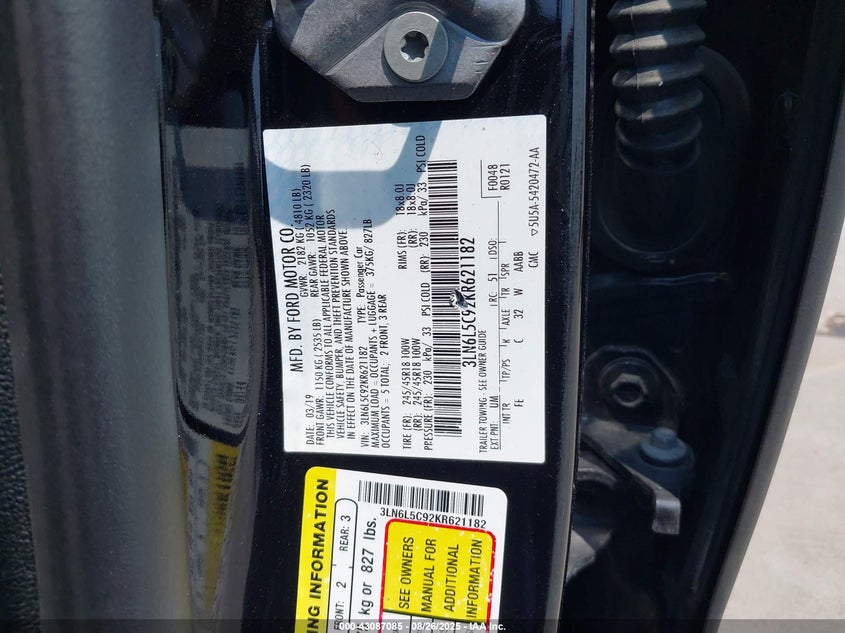 MFD. BY FORD MOTOR CO.
DATE: 03/19 GVWR: 2182 KG (4810 LB)
FRONT GAWR: 1150 KG (2535 LB) REAR GAWR: 1052 KG (2320 LB)
THIS VEHICLE CONFORMS TO ALL APPLICABLE FEDERAL MOTOR
VEHICLE SAFETY, BUMPER, AND THEFT PREVENTION STANDARDS
IN EFFECT ON THE DATE OF MANUFACTURE SHOWN ABOVE.
VIN: 3LN6L5C92KR621182 TYPE: Passenger Car
MAXIMUM LOAD = OCCUPANTS + LUGGAGE = 375KG/ 827LB
OCCUPANTS = 5 TOTAL: 2 FRONT, 3 REAR
TIRE (FR): 245/45R18 100W RIMS (FR): 18x8.0J
(RR): 245/45R18 100W (RR): 18x8.0J
PRESSURE (FR): 230 kPa/ 33 PSI COLD (RR): 230 kPa/ 33 PSI COLD
3LN6L5C92KR621182
TRAILER TOWING - SEE OWNER GUIDE
F0048
R0121
EXT PNT: UM RC: 51 DSO:
INT TR TP/PS R AXLE TR SPR
FE C 32 W AABB
CMC ▽5U5A-5420472-AA
ING INFORMATION
FRONT: 2 REAR: 3
kg or 827 lbs.
3LN6L5C92KR621182
SEE OWNERS
MANUAL FOR
ADDITIONAL
INFORMATION
000-43087085 - 08/26/2025 - IAA Inc.